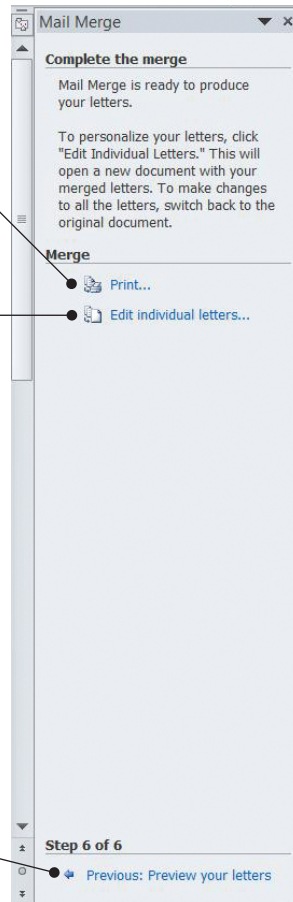 Mail Merge
Complete the merge
Mail Merge is ready to produce
your letters.
To personalize your letters, click
"Edit Individual Letters." This will
open a new document with your
merged letters. To make changes
to all the letters, switch back to the
original document.
Merge
Print...
Edit individual letters...
Step 6 of 6
Previous: Preview your letters